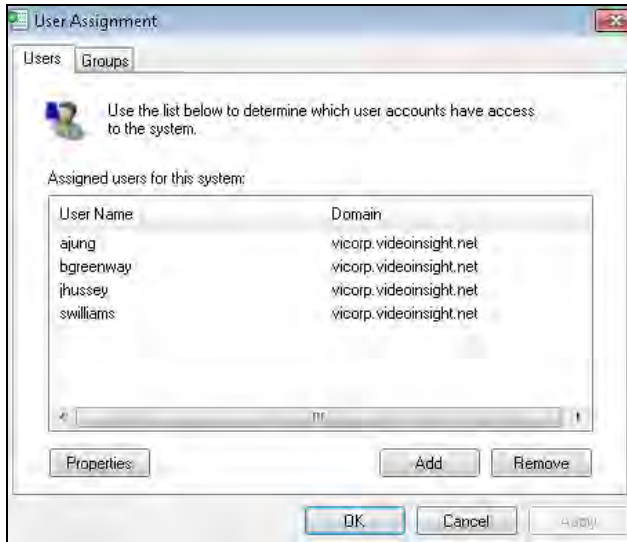 User Assignment
Users Groups
Use the list below to determine which user accounts have access
to the system.
Assigned users for this system:
User Name Domain
ajung vicorp.videoinsight.net
bgreenway vicorp.videoinsight.net
jhussey vicorp.videoinsight.net
swilliams vicorp.videoinsight.net
Properties Add Remove
OK Cancel Apply